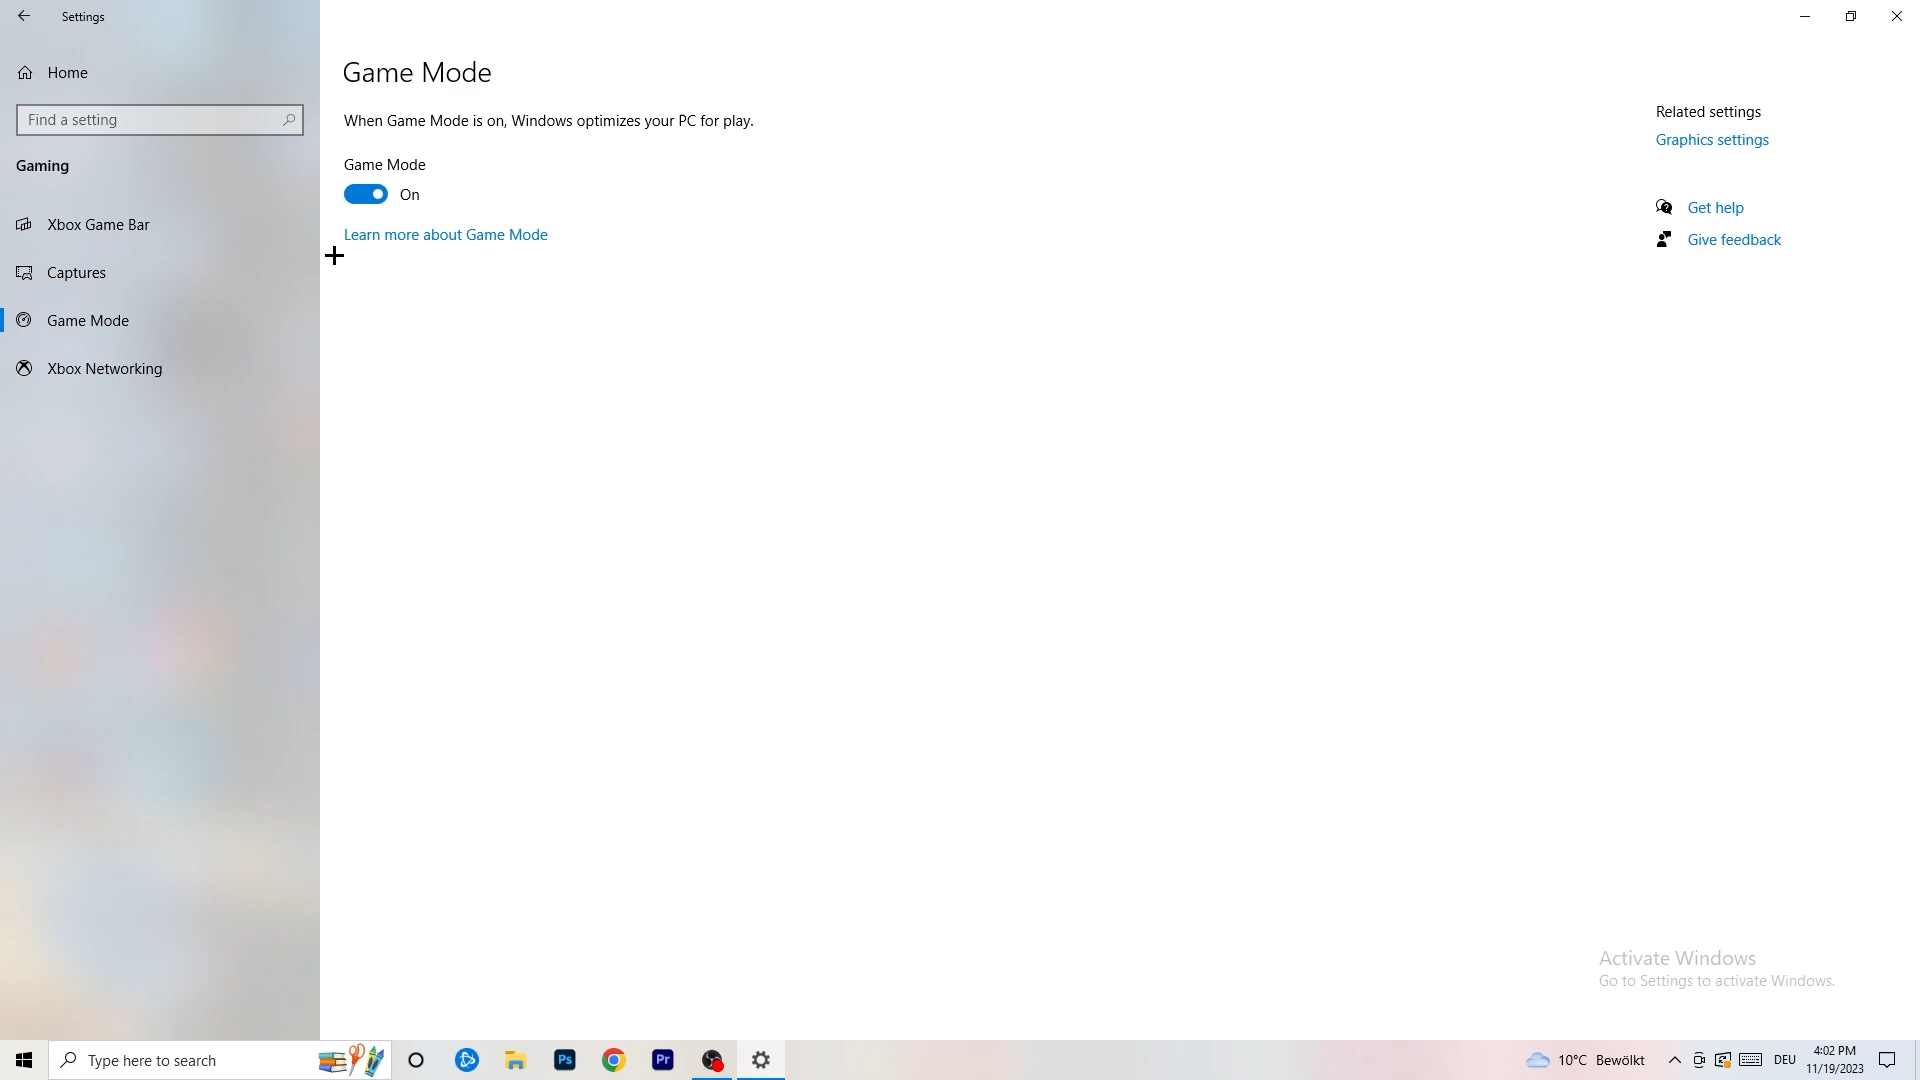 Settings
Home
Find a setting
Gaming
Xbox Game Bar
Captures
Game Mode
Xbox Networking
Game Mode
When Game Mode is on, Windows optimizes your PC for play.
Game Mode
On
Learn more about Game Mode
Related settings
Graphics settings
Get help
Give feedback
Activate Windows
Go to Settings to activate Windows.
Type here to search
Ps
Pr
10°C Bewölkt
DEU
4:02 PM
11/19/2023